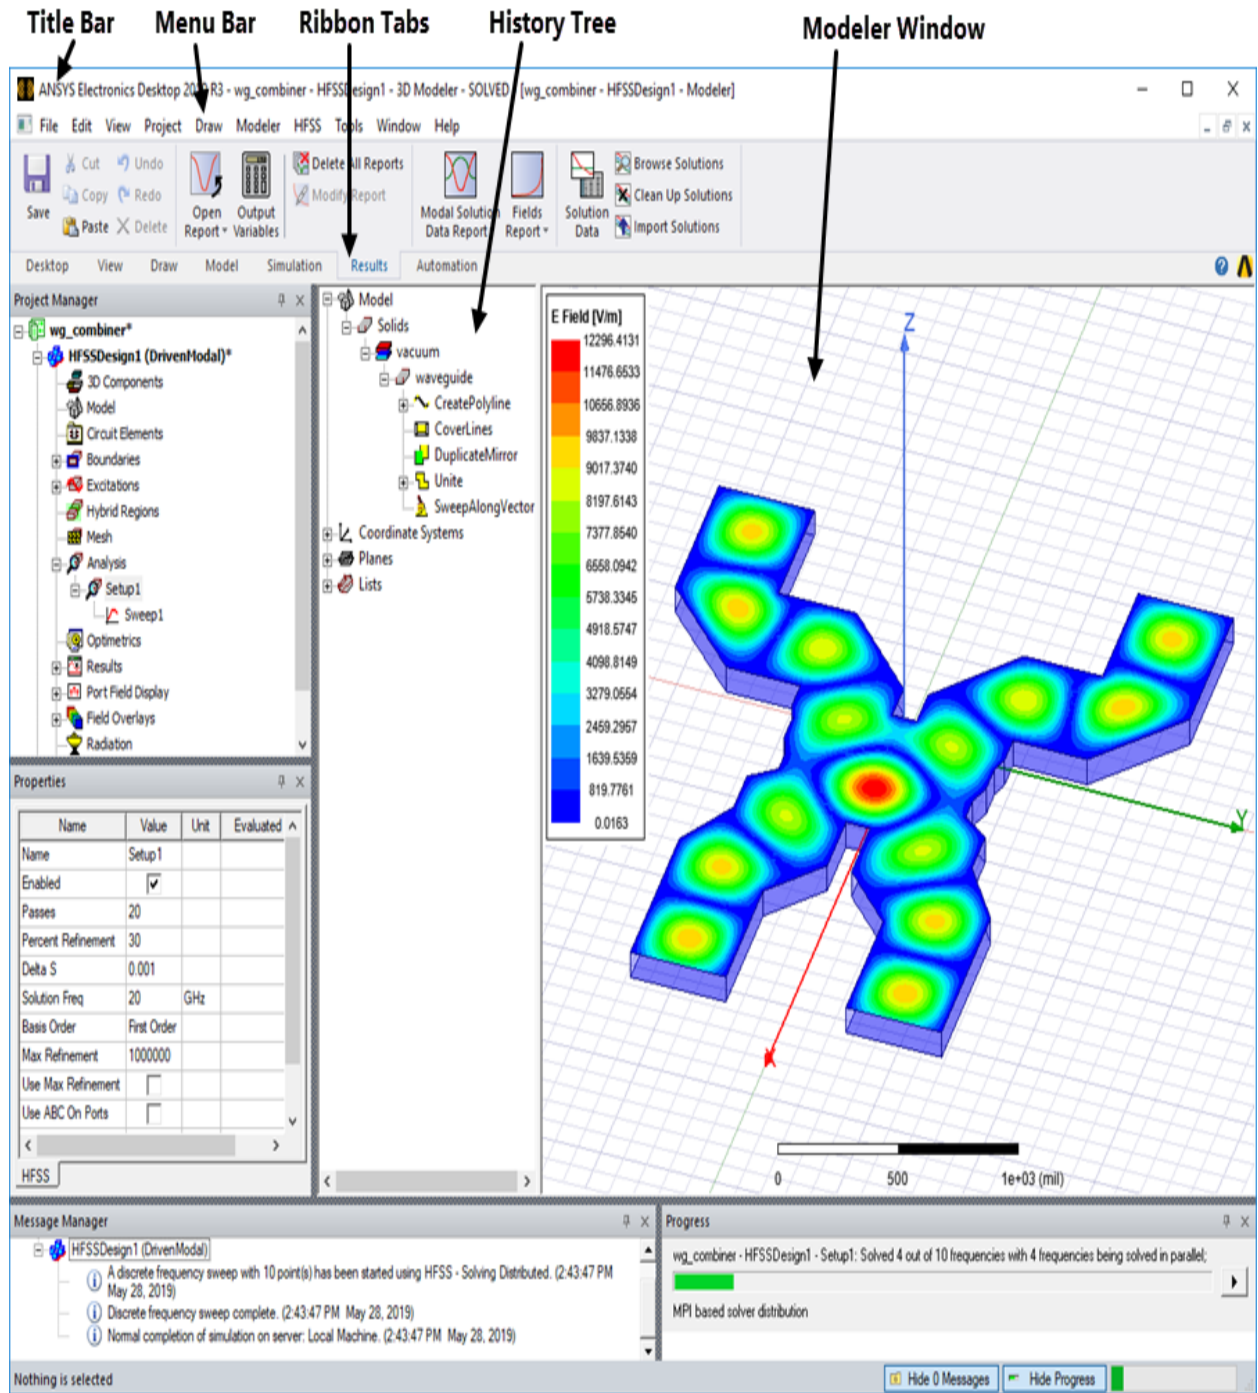 Title Bar Menu Bar Ribbon Tabs History Tree Modeler Window
ANSYS Electronics Desktop R3 - wg_combiner - HFSSDesign1 - 3D Modeler - SOLVED - [wg_combiner - HFSSDesign1 - Modeler]
File Edit View Project Draw Modeler HFSS Tools Window Help
Save
Cut
Copy
Paste
Undo
Redo
Delete
Open
Report
Output
Variables
Delete All Reports
Modify Report
Modal Solution
Data Report
Fields
Report
Solution
Data
Browse Solutions
Clean Up Solutions
Import Solutions
Desktop View Draw Model Simulation Results Automation
Project Manager
wg_combiner*
HFSSDesign1 (DrivenModal)*
3D Components
Model
Circuit Elements
Boundaries
Excitations
Hybrid Regions
Mesh
Analysis
Setup1
Sweep1
Optimetrics
Results
Port Field Display
Field Overlays
Radiation
Properties
Name Value Unit Evaluated
Name Setup1
Enabled
Passes 20
Percent Refinement 30
Delta S 0.001
Solution Freq 20 GHz
Basis Order First Order
Max Refinement 1000000
Use Max Refinement
Use ABC On Ports
HFSS
Model
Solids
vacuum
waveguide
CreatePolyline
CoverLines
DuplicateMirror
Unite
SweepAlongVector
Coordinate Systems
Planes
Lists
E Field [V/m]
12296.4131
11476.6533
10656.8936
9837.1338
9017.3740
8197.6143
7377.8540
6558.0942
5738.3345
4918.5747
4098.8149
3279.0554
2459.2957
1639.5359
819.7761
0.0163
Z
Y
X
0 500 1e+03 (mil)
Message Manager
HFSSDesign1 (DrivenModal)
A discrete frequency sweep with 10 point(s) has been started using HFSS - Solving Distributed. (2:43:47 PM
May 28, 2019)
Discrete frequency sweep complete. (2:43:47 PM May 28, 2019)
Normal completion of simulation on server: Local Machine. (2:43:47 PM May 28, 2019)
Progress
wg_combiner - HFSSDesign1 - Setup1: Solved 4 out of 10 frequencies with 4 frequencies being solved in parallel;
MPI based solver distribution
Nothing is selected
Hide 0 Messages Hide Progress